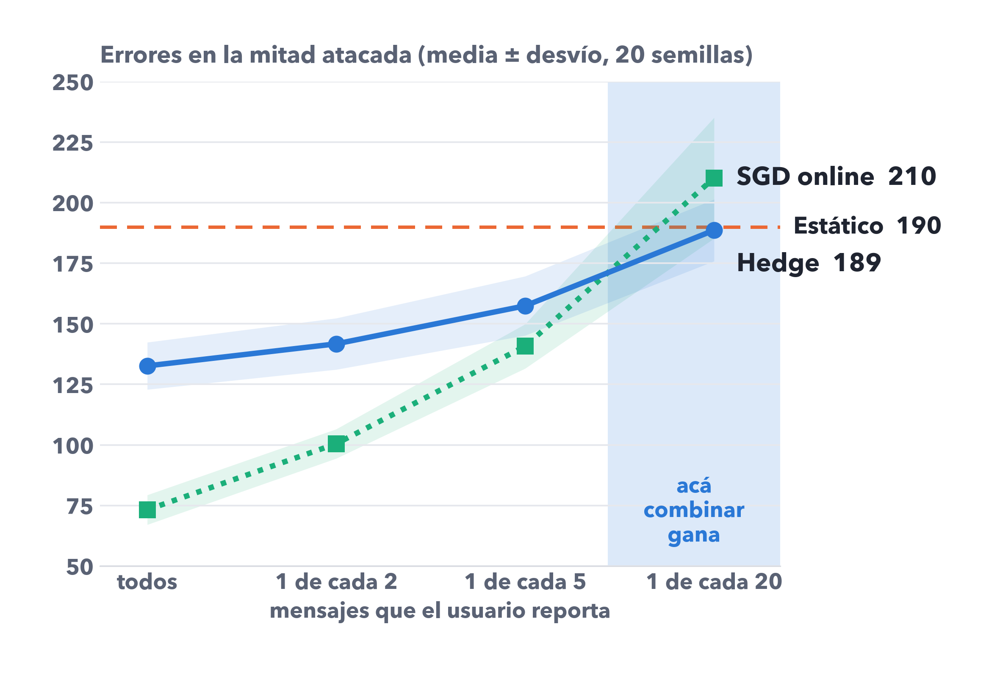 Errores en la mitad atacada (media ± desvío, 20 semillas)
250
225
200
175
150
125
100
75
50
SGD online 210
Estático 190
Hedge 189
acá
combinar
gana
todos
1 de cada 2
1 de cada 5
1 de cada 20
mensajes que el usuario reporta